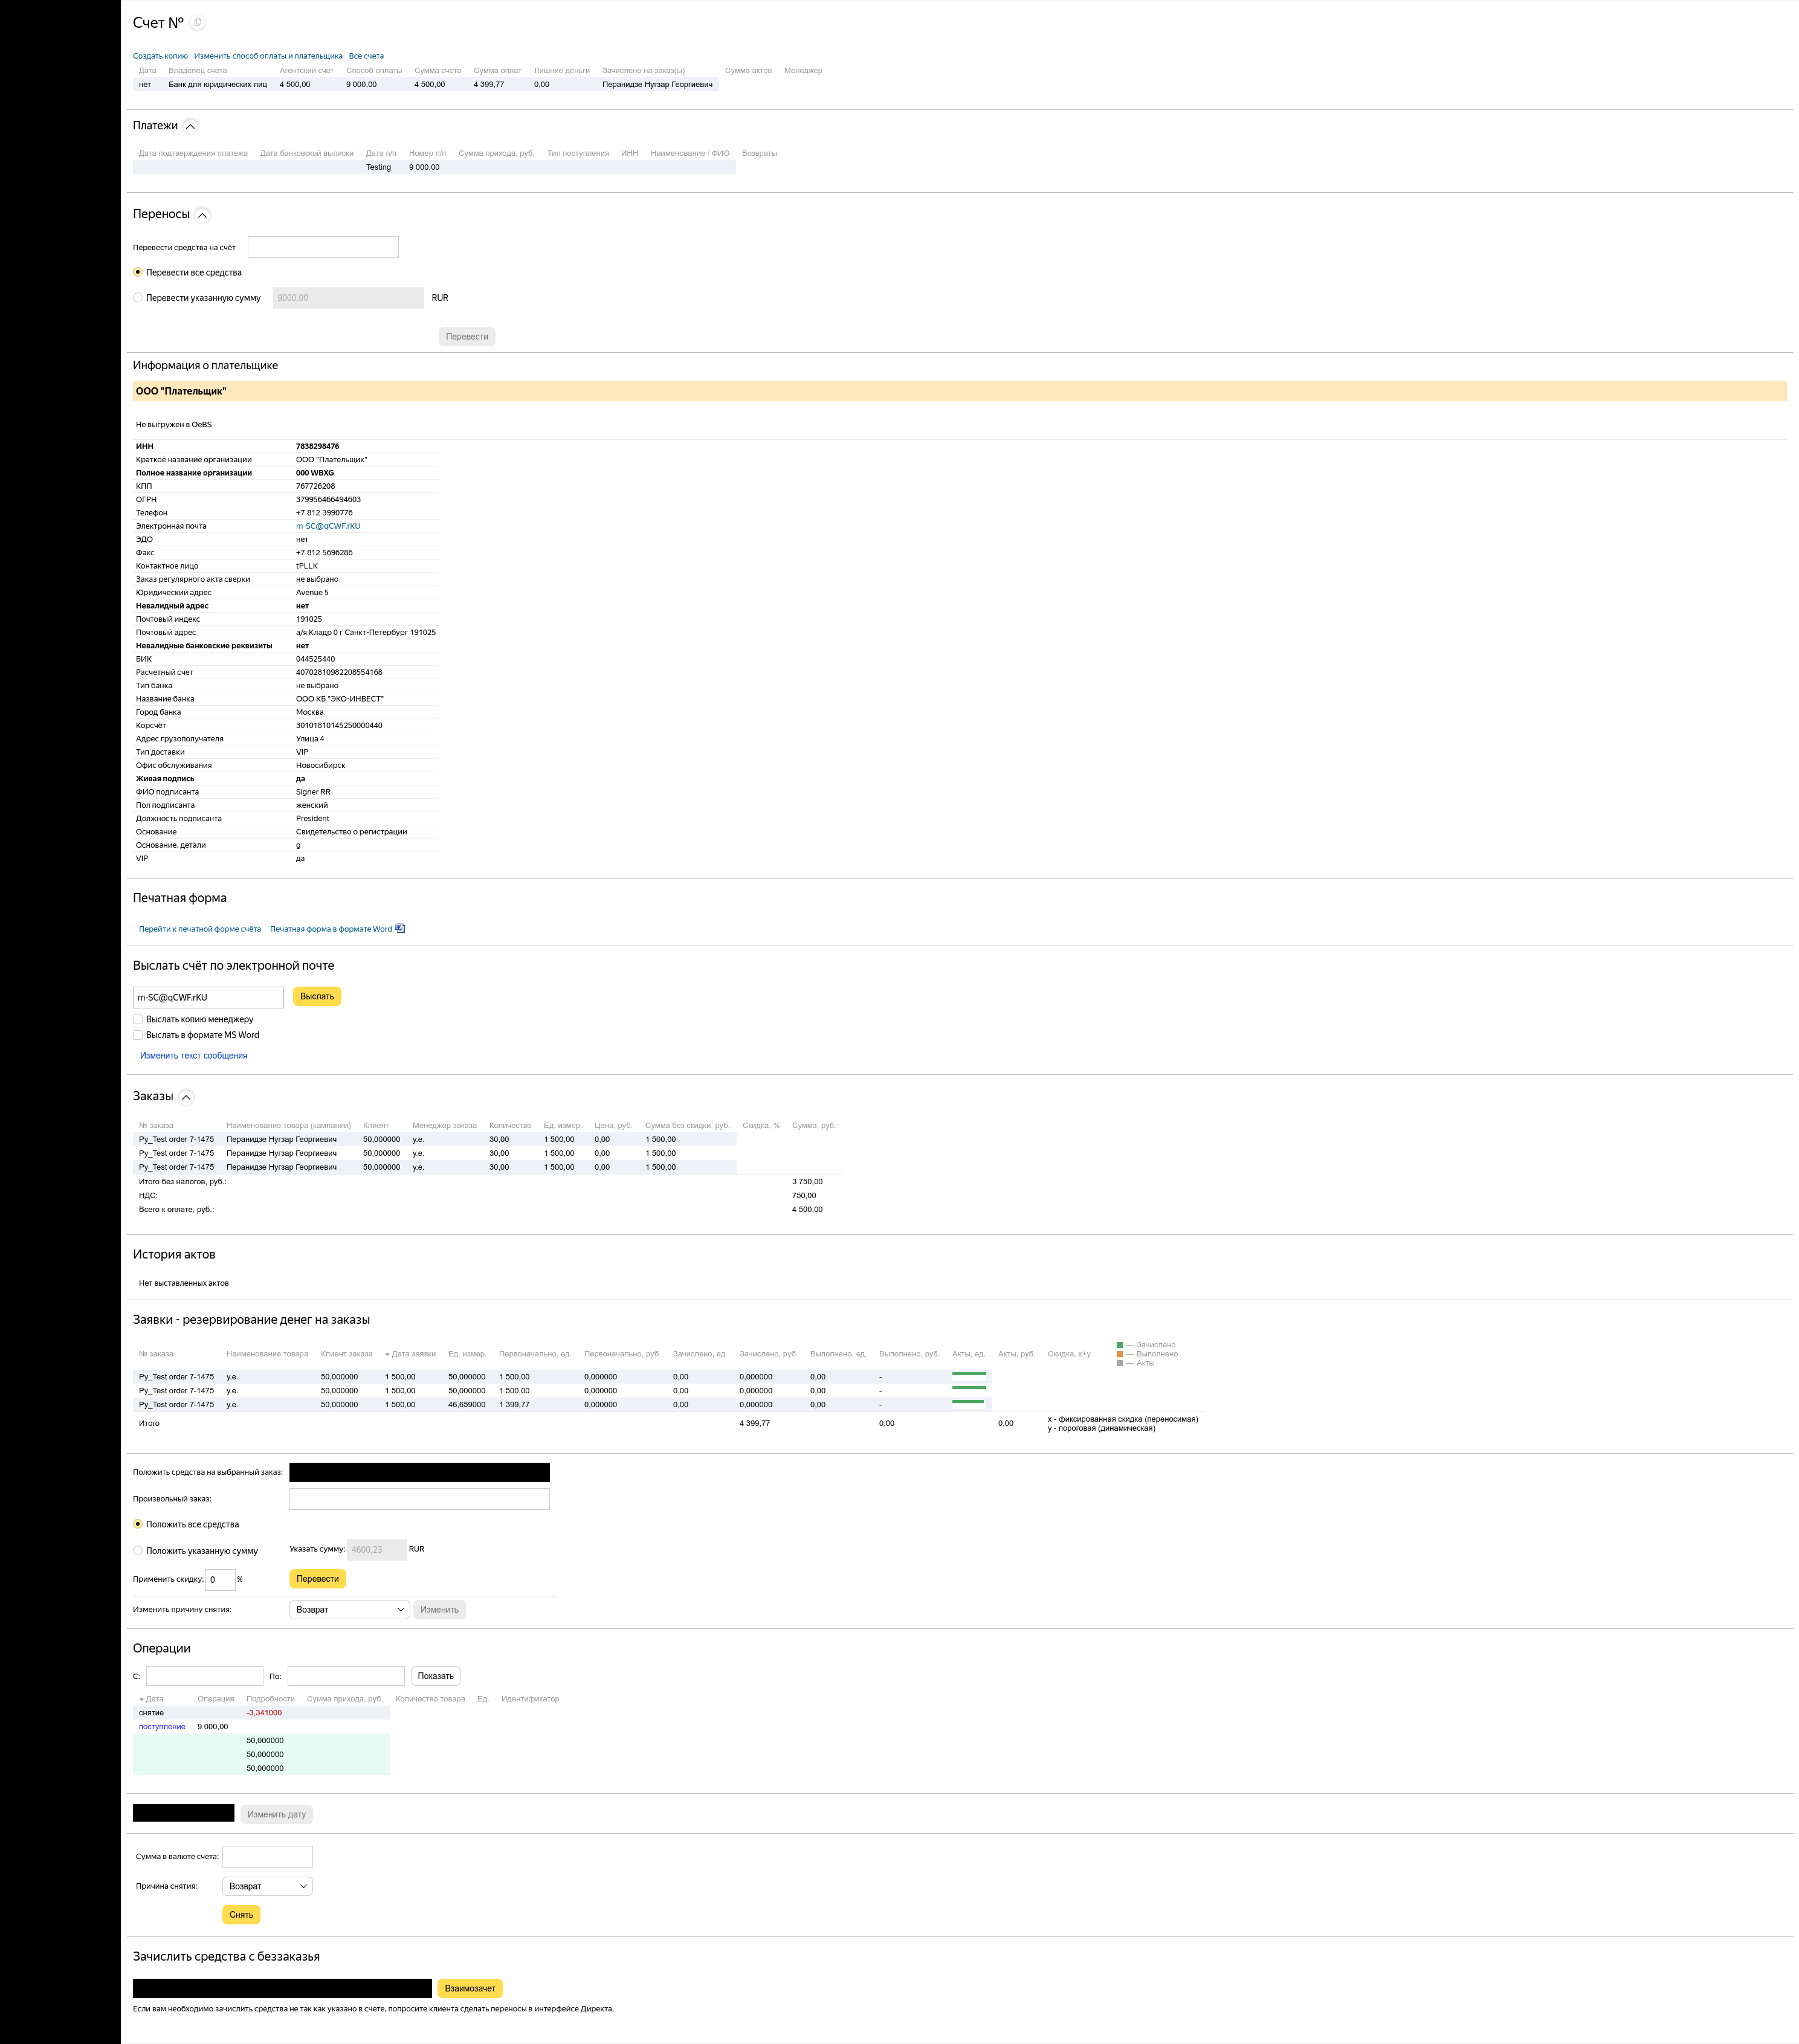 Счет №
Создать копию Изменить способ оплаты и плательщика Все счета
Дата Владелец счета Агентский счет Способ оплаты Сумма счета Сумма оплат Лишние деньги Зачислено на заказ(ы) Сумма актов Менеджер
нет Банк для юридических лиц 4 500,00 9 000,00 4 500,00 4 399,77 0,00 Перанидзе Нугзар Георгиевич
Платежи
Дата подтверждения платежа Дата банковской выписки Дата п/п Номер п/п Сумма прихода, руб. Тип поступления ИНН Наименование / ФИО Возвраты
Testing 9 000,00
Переносы
Перевести средства на счёт
Перевести все средства
Перевести указанную сумму 9000.00 RUR
Перевести
Информация о плательщике
ООО "Плательщик"
Не выгружен в OeBS
ИНН 7838298476
Краткое название организации ООО "Плательщик"
Полное название организации 000 WBXG
КПП 767726208
ОГРН 379956466494603
Телефон +7 812 3990776
Электронная почта m-SC@qCWF.rKU
ЭДО нет
Факс +7 812 5696286
Контактное лицо tPLLK
Заказ регулярного акта сверки не выбрано
Юридический адрес Avenue 5
Невалидный адрес нет
Почтовый индекс 191025
Почтовый адрес а/я Кладр 0 г Санкт-Петербург 191025
Невалидные банковские реквизиты нет
БИК 044525440
Расчетный счет 40702810982208554168
Тип банка не выбрано
Название банка ООО КБ "ЭКО-ИНВЕСТ"
Город банка Москва
Корсчёт 30101810145250000440
Адрес грузополучателя Улица 4
Тип доставки VIP
Офис обслуживания Новосибирск
Живая подпись да
ФИО подписанта Signer RR
Пол подписанта женский
Должность подписанта President
Основание Свидетельство о регистрации
Основание, детали g
VIP да
Печатная форма
Перейти к печатной форме счёта Печатная форма в формате Word
Выслать счёт по электронной почте
m-SC@qCWF.rKU Выслать
Выслать копию менеджеру
Выслать в формате MS Word
Изменить текст сообщения
Заказы
№ заказа Наименование товара (кампании) Клиент Менеджер заказа Количество Ед. измер. Цена, руб. Сумма без скидки, руб. Скидка, % Сумма, руб.
Py_Test order 7-1475 Перанидзе Нугзар Георгиевич 50,000000 у.е. 30,00 1 500,00 0,00 1 500,00
Py_Test order 7-1475 Перанидзе Нугзар Георгиевич 50,000000 у.е. 30,00 1 500,00 0,00 1 500,00
Py_Test order 7-1475 Перанидзе Нугзар Георгиевич 50,000000 у.е. 30,00 1 500,00 0,00 1 500,00
Итого без налогов, руб.: 3 750,00
НДС: 750,00
Всего к оплате, руб.: 4 500,00
История актов
Нет выставленных актов
Заявки - резервирование денег на заказы
№ заказа Наименование товара Клиент заказа Дата заявки Ед. измер. Первоначально, ед. Первоначально, руб. Зачислено, ед. Зачислено, руб. Выполнено, ед. Выполнено, руб. Акты, ед. Акты, руб. Скидка, x+y
— Зачислено
— Выполнено
— Акты
Py_Test order 7-1475 у.е. 50,000000 1 500,00 50,000000 1 500,00 0,000000 0,00 0,000000 0,00 -
Py_Test order 7-1475 у.е. 50,000000 1 500,00 50,000000 1 500,00 0,000000 0,00 0,000000 0,00 -
Py_Test order 7-1475 у.е. 50,000000 1 500,00 46,659000 1 399,77 0,000000 0,00 0,000000 0,00 -
Итого 4 399,77 0,00 0,00
x - фиксированная скидка (переносимая)
y - пороговая (динамическая)
Положить средства на выбранный заказ:
Произвольный заказ:
Положить все средства
Положить указанную сумму Указать сумму: 4600,23 RUR
Применить скидку: 0 % Перевести
Изменить причину снятия: Возврат Изменить
Операции
С: По: Показать
Дата Операция Подробности Сумма прихода, руб. Количество товара Ед. Идентификатор
снятие -3,341000
поступление 9 000,00
50,000000
50,000000
50,000000
Изменить дату
Сумма в валюте счета:
Причина снятия: Возврат
Снять
Зачислить средства с беззаказья
Взаимозачет
Если вам необходимо зачислить средства не так как указано в счете, попросите клиента сделать переносы в интерфейсе Директа.